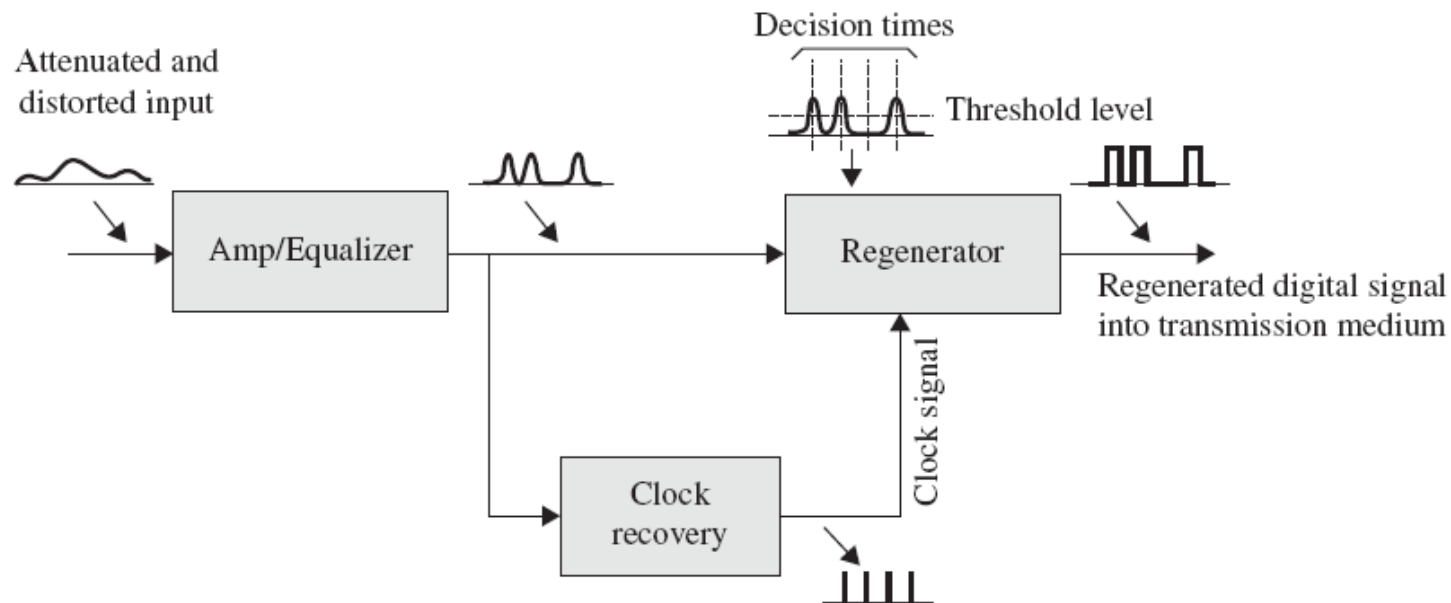 Decision times
Attenuated and
distorted input
Threshold level
Amp/Equalizer
Regenerator
Regenerated digital signal
into transmission medium
Clock signal
Clock
recovery